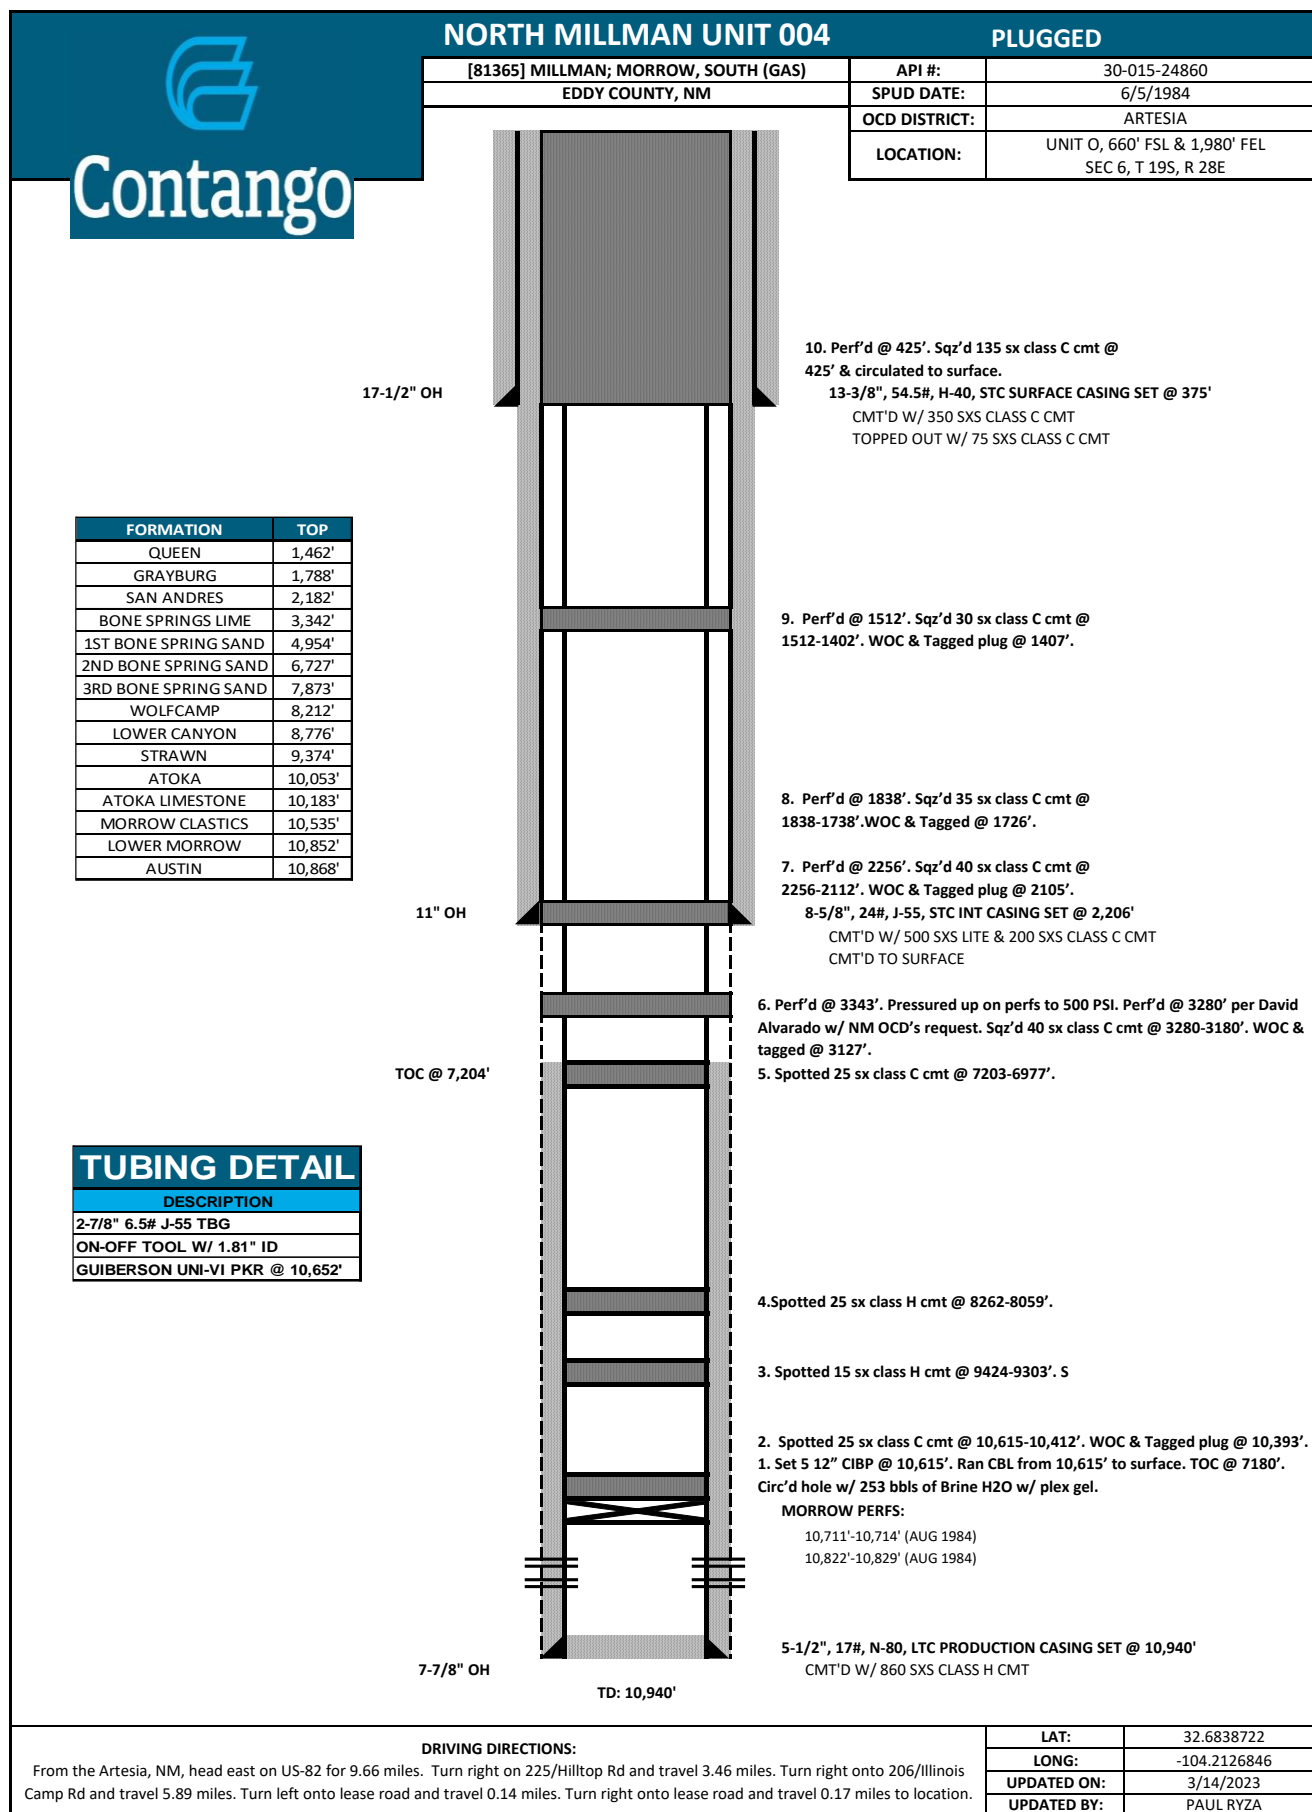 NORTH MILLMAN UNIT 004 PLUGGED
[81365] MILLMAN; MORROW, SOUTH (GAS)
EDDY COUNTY, NM
API #: 30-015-24860
SPUD DATE: 6/5/1984
OCD DISTRICT: ARTESIA
LOCATION: UNIT O, 660' FSL & 1,980' FEL
SEC 6, T 19S, R 28E
Contango
10. Perf’d @ 425’. Sqz’d 135 sx class C cmt @
425’ & circulated to surface.
17-1/2" OH
13-3/8", 54.5#, H-40, STC SURFACE CASING SET @ 375'
CMT'D W/ 350 SXS CLASS C CMT
TOPPED OUT W/ 75 SXS CLASS C CMT
FORMATION TOP
QUEEN 1,462'
GRAYBURG 1,788'
SAN ANDRES 2,182'
BONE SPRINGS LIME 3,342'
1ST BONE SPRING SAND 4,954'
2ND BONE SPRING SAND 6,727'
3RD BONE SPRING SAND 7,873'
WOLFCAMP 8,212'
LOWER CANYON 8,776'
STRAWN 9,374'
ATOKA 10,053'
ATOKA LIMESTONE 10,183'
MORROW CLASTICS 10,535'
LOWER MORROW 10,852'
AUSTIN 10,868'
9. Perf’d @ 1512’. Sqz’d 30 sx class C cmt @
1512-1402’. WOC & Tagged plug @ 1407’.
8. Perf’d @ 1838’. Sqz’d 35 sx class C cmt @
1838-1738’.WOC & Tagged @ 1726’.
7. Perf’d @ 2256’. Sqz’d 40 sx class C cmt @
2256-2112’. WOC & Tagged plug @ 2105’.
11" OH
8-5/8", 24#, J-55, STC INT CASING SET @ 2,206'
CMT'D W/ 500 SXS LITE & 200 SXS CLASS C CMT
CMT'D TO SURFACE
6. Perf’d @ 3343’. Pressured up on perfs to 500 PSI. Perf’d @ 3280’ per David
Alvarado w/ NM OCD’s request. Sqz’d 40 sx class C cmt @ 3280-3180’. WOC &
tagged @ 3127’.
TOC @ 7,204'
5. Spotted 25 sx class C cmt @ 7203-6977’.
TUBING DETAIL
DESCRIPTION
2-7/8" 6.5# J-55 TBG
ON-OFF TOOL W/ 1.81" ID
GUIBERSON UNI-VI PKR @ 10,652'
4.Spotted 25 sx class H cmt @ 8262-8059’.
3. Spotted 15 sx class H cmt @ 9424-9303’. S
2. Spotted 25 sx class C cmt @ 10,615-10,412’. WOC & Tagged plug @ 10,393’.
1. Set 5 12” CIBP @ 10,615’. Ran CBL from 10,615’ to surface. TOC @ 7180’.
Circ’d hole w/ 253 bbls of Brine H2O w/ plex gel.
MORROW PERFS:
10,711'-10,714' (AUG 1984)
10,822'-10,829' (AUG 1984)
5-1/2", 17#, N-80, LTC PRODUCTION CASING SET @ 10,940'
CMT'D W/ 860 SXS CLASS H CMT
7-7/8" OH
TD: 10,940'
DRIVING DIRECTIONS:
From the Artesia, NM, head east on US-82 for 9.66 miles. Turn right on 225/Hilltop Rd and travel 3.46 miles. Turn right onto 206/Illinois
Camp Rd and travel 5.89 miles. Turn left onto lease road and travel 0.14 miles. Turn right onto lease road and travel 0.17 miles to location.
LAT: 32.6838722
LONG: -104.2126846
UPDATED ON: 3/14/2023
UPDATED BY: PAUL RYZA